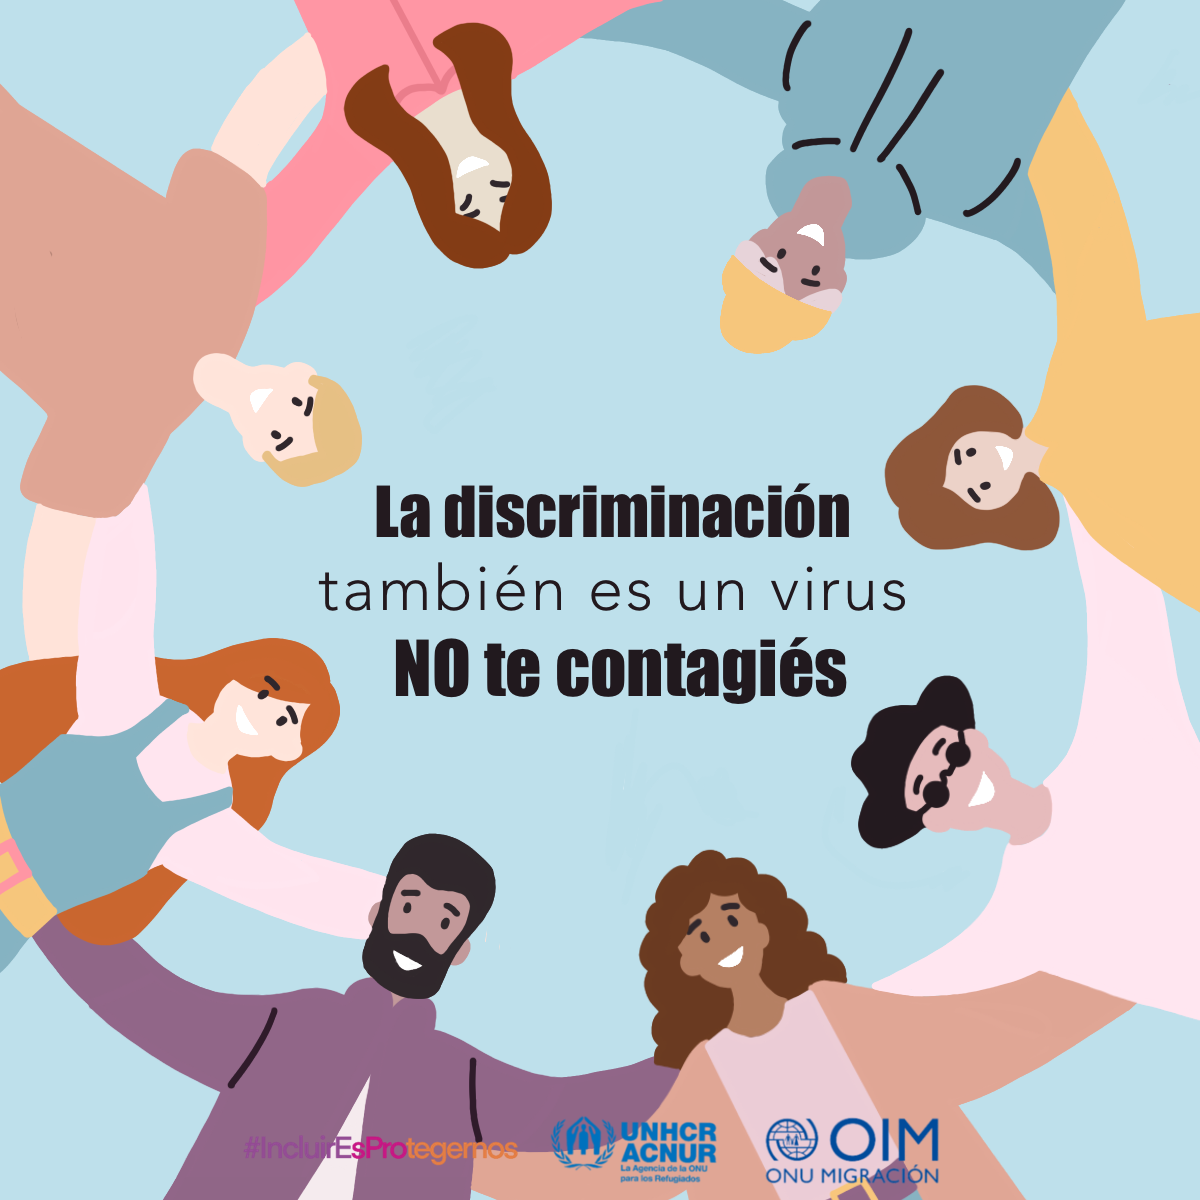 La discriminación
también es un virus
NO te contagiés
#IncluirEsProtegernos
UNHCR
ACNUR
La Agencia de la ONU
para los Refugiados
OIM
ONU MIGRACIÓN